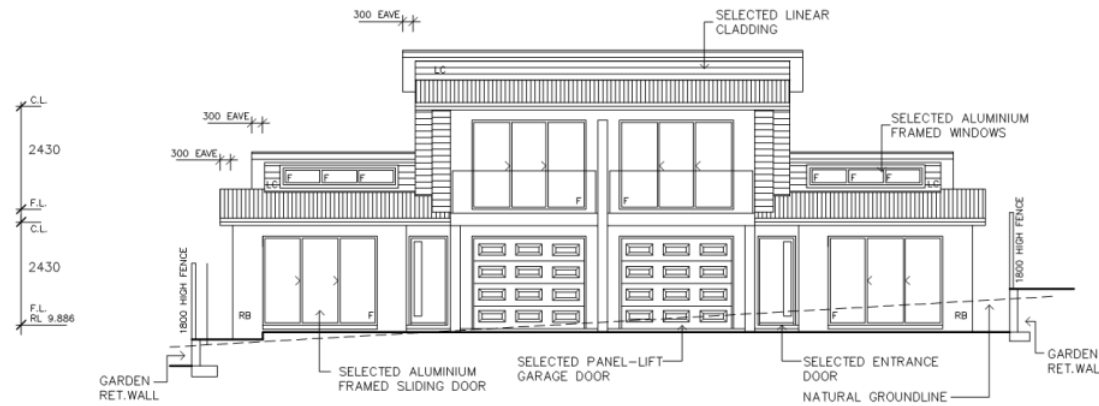 300 EAVE
SELECTED LINEAR
CLADDING
LC
C.L.
300 EAVE
SELECTED ALUMINIUM
FRAMED WINDOWS
2430
300 EAVE
F F F
F F F
LC
LC
F.L.
F
F
C.L.
2430
1800 HIGH FENCE
1800 HIGH FENCE
F.L.
RL 9.886
RB
F
F
RB
GARDEN
RET.WALL
SELECTED ALUMINIUM
FRAMED SLIDING DOOR
SELECTED PANEL-LIFT
GARAGE DOOR
SELECTED ENTRANCE
DOOR
NATURAL GROUNDLINE
GARDEN
RET.WAL